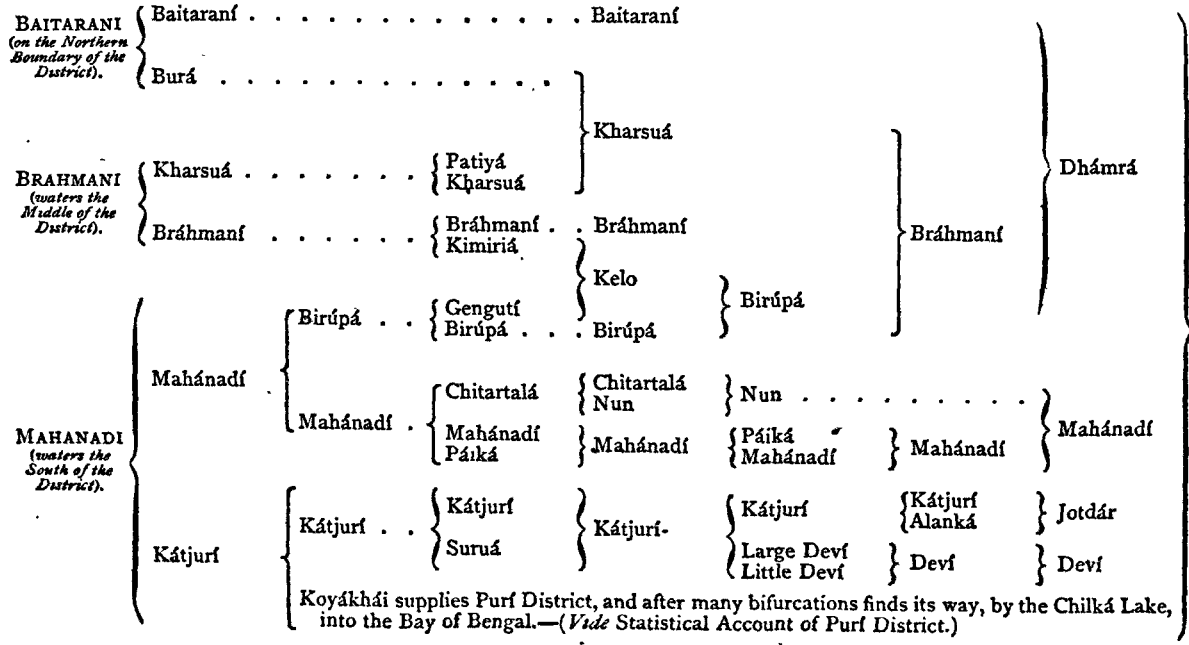 BAITARANI
(on the Northern
Boundary of the
District).
Baitaraní . . . . . . . . . . . . . Baitaraní
Burá . . . . . . . . . . . . .
Kharsuá
BRAHMANI
(waters the
Middle of the
District).
Kharsuá . . . . . . .
Patiyá
Kharsuá
Bráhmaní . . . . . .
Bráhmaní . . Bráhmaní
Kimiriá
Kelo
Bráhmaní
Dhámrá
MAHANADI
(waters the
South of the
District).
Mahánadí
Birúpá . .
Gengutí
Birúpá . . . Birúpá
Birúpá
Mahánadí .
Chitartalá
Chitartalá
Nun
Nun . . . . . . . . . .
Mahánadí
Páiká
Mahánadí
Páiká
Mahánadí
Mahánadí
Mahánadí
Kátjurí
Kátjurí . .
Kátjurí
Suruá
Kátjurí-
Kátjurí
Kátjurí
Alanká
Jotdár
Large Deví
Little Deví
Deví
Deví
Koyákhái supplies Purí District, and after many bifurcations finds its way, by the Chilká Lake,
into the Bay of Bengal.—(Vide Statistical Account of Purí District.)